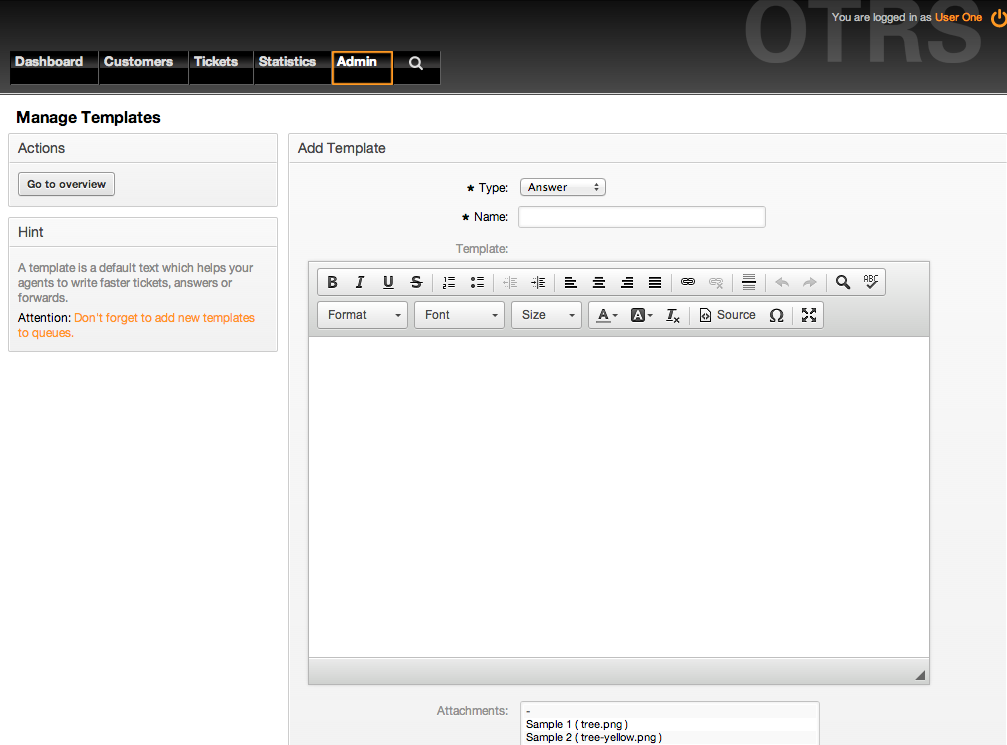 OTRS
You are logged in as User One
Dashboard Customers Tickets Statistics Admin
Manage Templates
Actions
Go to overview
Hint
A template is a default text which helps your
agents to write faster tickets, answers or
forwards.
Attention: Don't forget to add new templates
to queues.
Add Template
★ Type: Answer
★ Name:
Template:
B I U S ABC
Format Font Size A A Tx Source Ω
Attachments: -
Sample 1 ( tree.png )
Sample 2 ( tree-yellow.png )